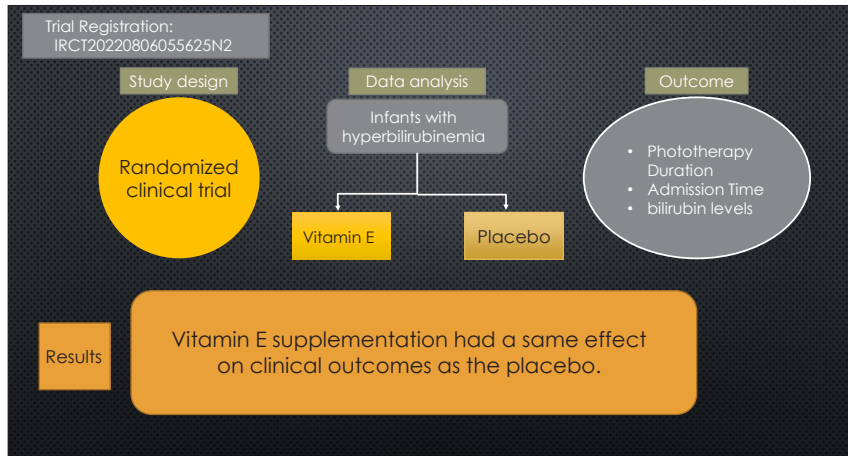 Trial Registration:
IRCT20220806055625N2
Study design
Data analysis
Outcome
Randomized
clinical trial
Infants with
hyperbilirubinemia
Vitamin E
Placebo
• Phototherapy
Duration
• Admission Time
• bilirubin levels
Results
Vitamin E supplementation had a same effect
on clinical outcomes as the placebo.